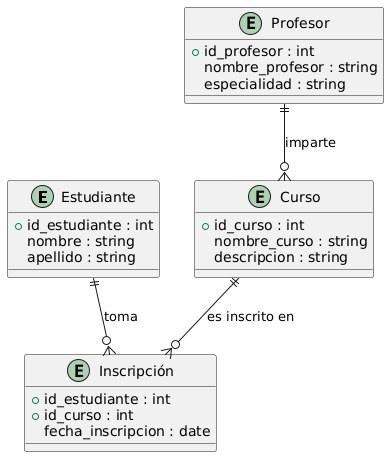 E Profesor
id_profesor : int
nombre_profesor : string
especialidad : string
imparte
E Estudiante
id_estudiante : int
nombre : string
apellido : string
E Curso
id_curso : int
nombre_curso : string
descripcion : string
toma
es inscrito en
E Inscripción
id_estudiante : int
id_curso : int
fecha_inscripcion : date